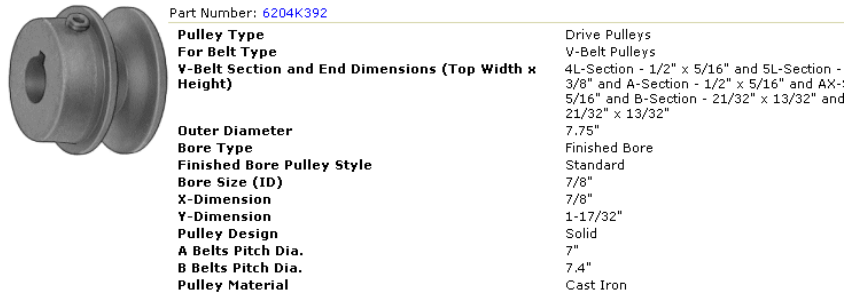 Part Number: 6204K392
Pulley Type Drive Pulleys
For Belt Type V-Belt Pulleys
V-Belt Section and End Dimensions (Top Width x 4L-Section - 1/2" x 5/16" and 5L-Section -
Height) 3/8" and A-Section - 1/2" x 5/16" and AX-
5/16" and B-Section - 21/32" x 13/32" and
21/32" x 13/32"
Outer Diameter 7.75"
Bore Type Finished Bore
Finished Bore Pulley Style Standard
Bore Size (ID) 7/8"
X-Dimension 7/8"
Y-Dimension 1-17/32"
Pulley Design Solid
A Belts Pitch Dia. 7"
B Belts Pitch Dia. 7.4"
Pulley Material Cast Iron